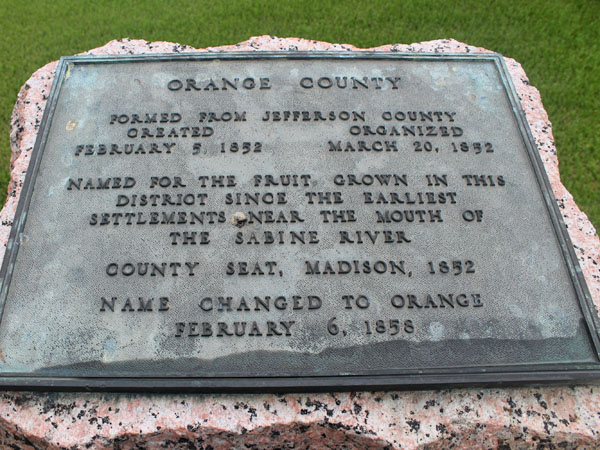 ORANGE COUNTY
FORMED FROM JEFFERSON COUNTY
CREATED ORGANIZED
FEBRUARY 5, 1852 MARCH 20, 1852
NAMED FOR THE FRUIT GROWN IN THIS
DISTRICT SINCE THE EARLIEST
SETTLEMENTS NEAR THE MOUTH OF
THE SABINE RIVER
COUNTY SEAT, MADISON, 1852
NAME CHANGED TO ORANGE
FEBRUARY 6, 1858